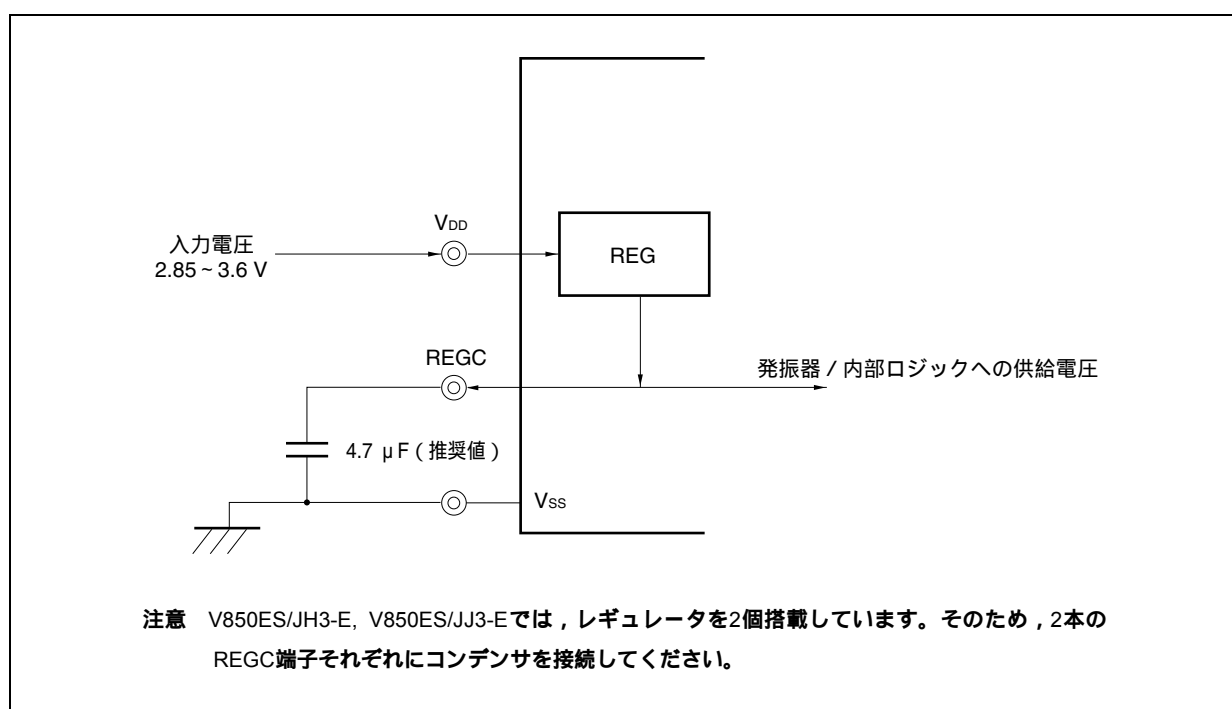 VDD
入力電圧
2.85～3.6 V
REG
REGC
発振器／内部ロジックへの供給電圧
4.7 μF（推奨値）
VSS
注意 V850ES/JH3-E, V850ES/JJ3-Eでは，レギュレータを2個搭載しています。そのため，2本の
REGC端子それぞれにコンデンサを接続してください。